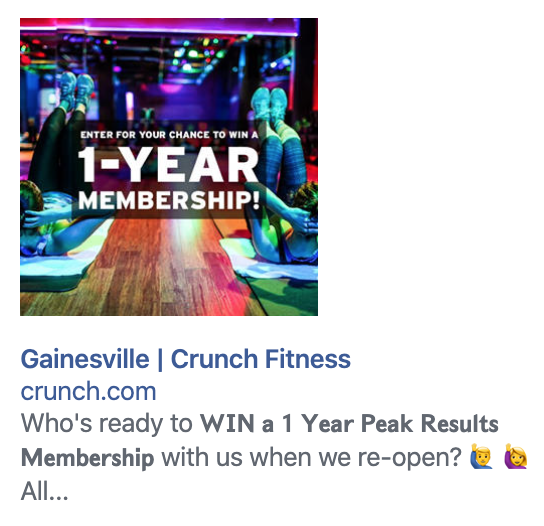 ENTER FOR YOUR CHANCE TO WIN A
1-YEAR
MEMBERSHIP!
Gainesville | Crunch Fitness
crunch.com
Who's ready to WIN a 1 Year Peak Results
Membership with us when we re-open? 🙋‍♂️ 🙋‍♀️
All...